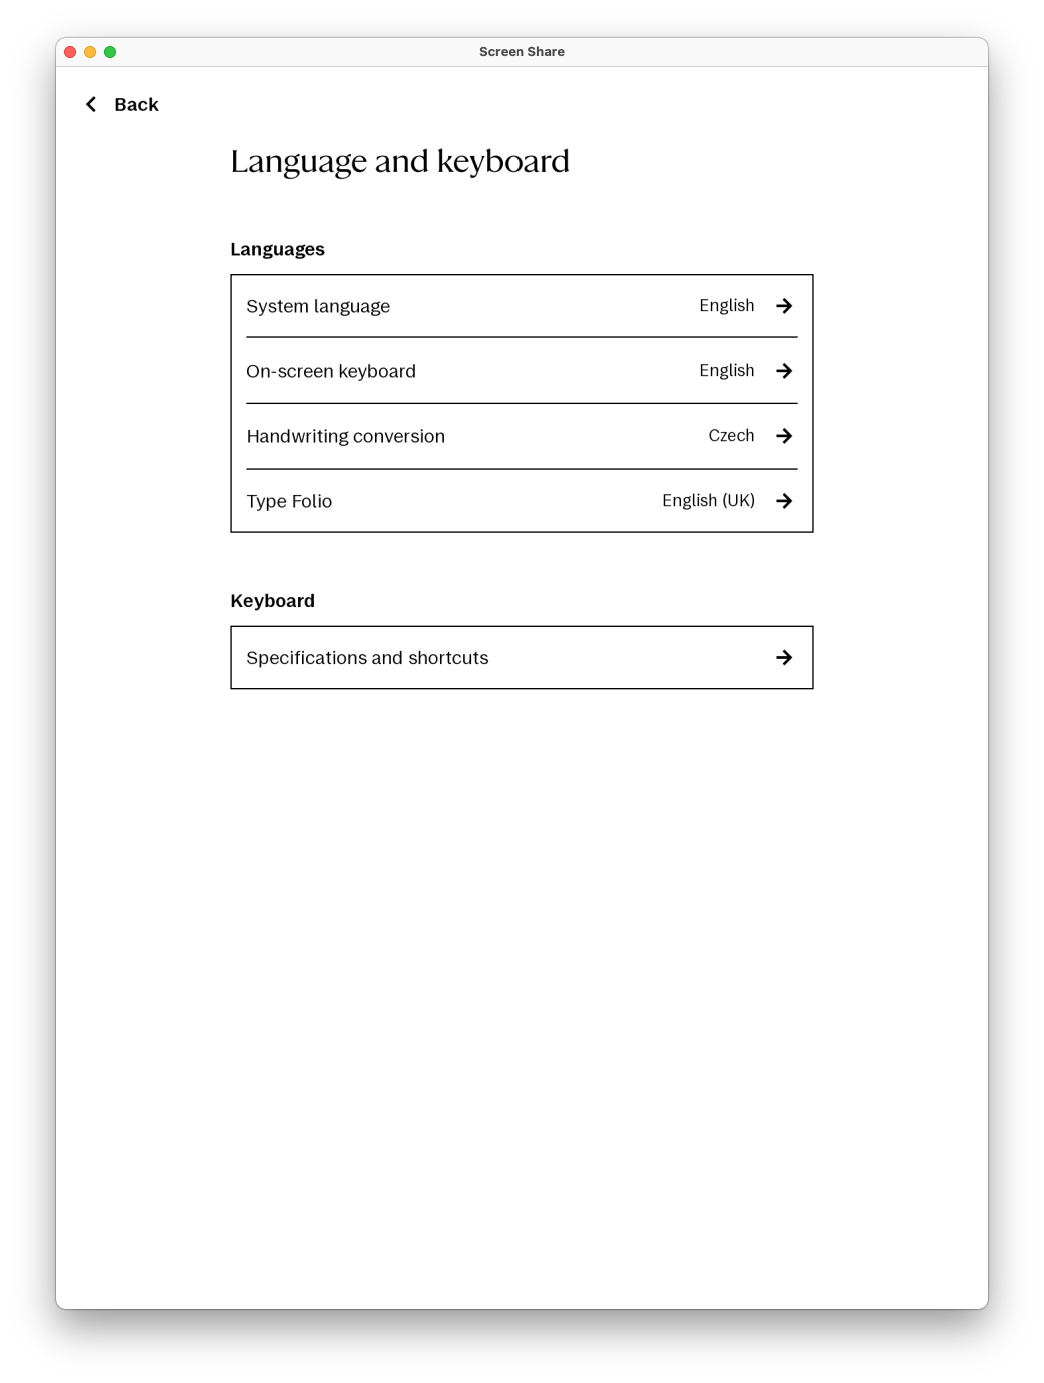 Screen Share
Back
Language and keyboard
Languages
System language English
On-screen keyboard English
Handwriting conversion Czech
Type Folio English (UK)
Keyboard
Specifications and shortcuts